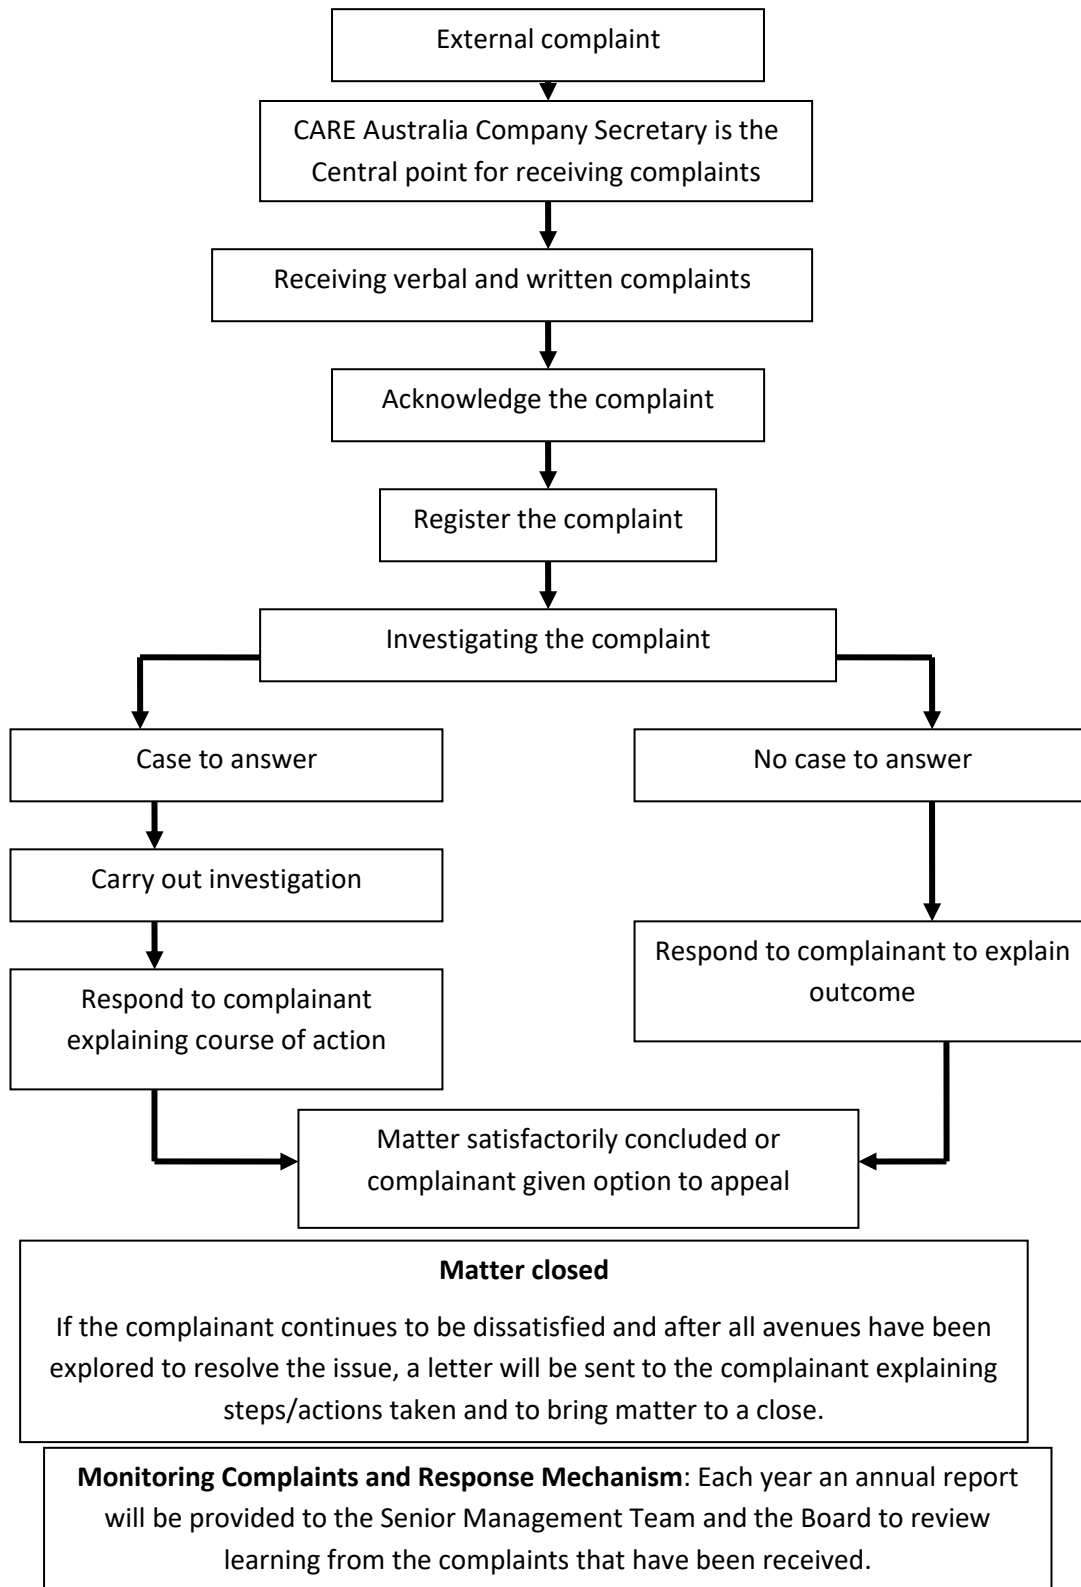 External complaint
CARE Australia Company Secretary is the
Central point for receiving complaints
Receiving verbal and written complaints
Acknowledge the complaint
Register the complaint
Investigating the complaint
Case to answer
No case to answer
Carry out investigation
Respond to complainant
explaining course of action
Respond to complainant to explain
outcome
Matter satisfactorily concluded or
complainant given option to appeal
Matter closed
If the complainant continues to be dissatisfied and after all avenues have been
explored to resolve the issue, a letter will be sent to the complainant explaining
steps/actions taken and to bring matter to a close.
Monitoring Complaints and Response Mechanism: Each year an annual report
will be provided to the Senior Management Team and the Board to review
learning from the complaints that have been received.